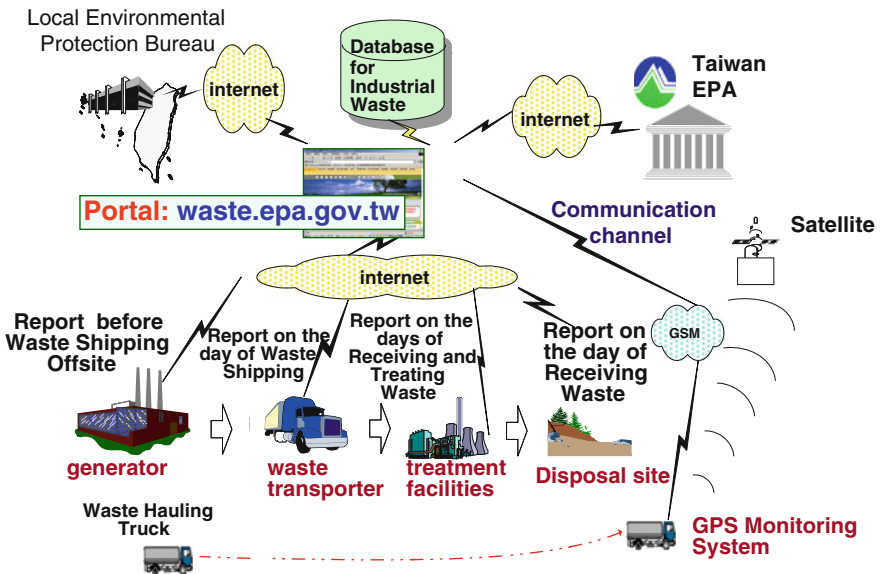 Local Environmental
Protection Bureau
internet
Database
for
Industrial
Waste
internet
Taiwan
EPA
Portal: waste.epa.gov.tw
Communication
channel
Satellite
internet
GSM
Report before
Waste Shipping
Offsite
Report on the
day of Waste
Shipping
Report on the
days of
Receiving and
Treating
Waste
Report on
the day of
Receiving
Waste
generator
waste
transporter
treatment
facilities
Disposal site
Waste Hauling
Truck
GPS Monitoring
System